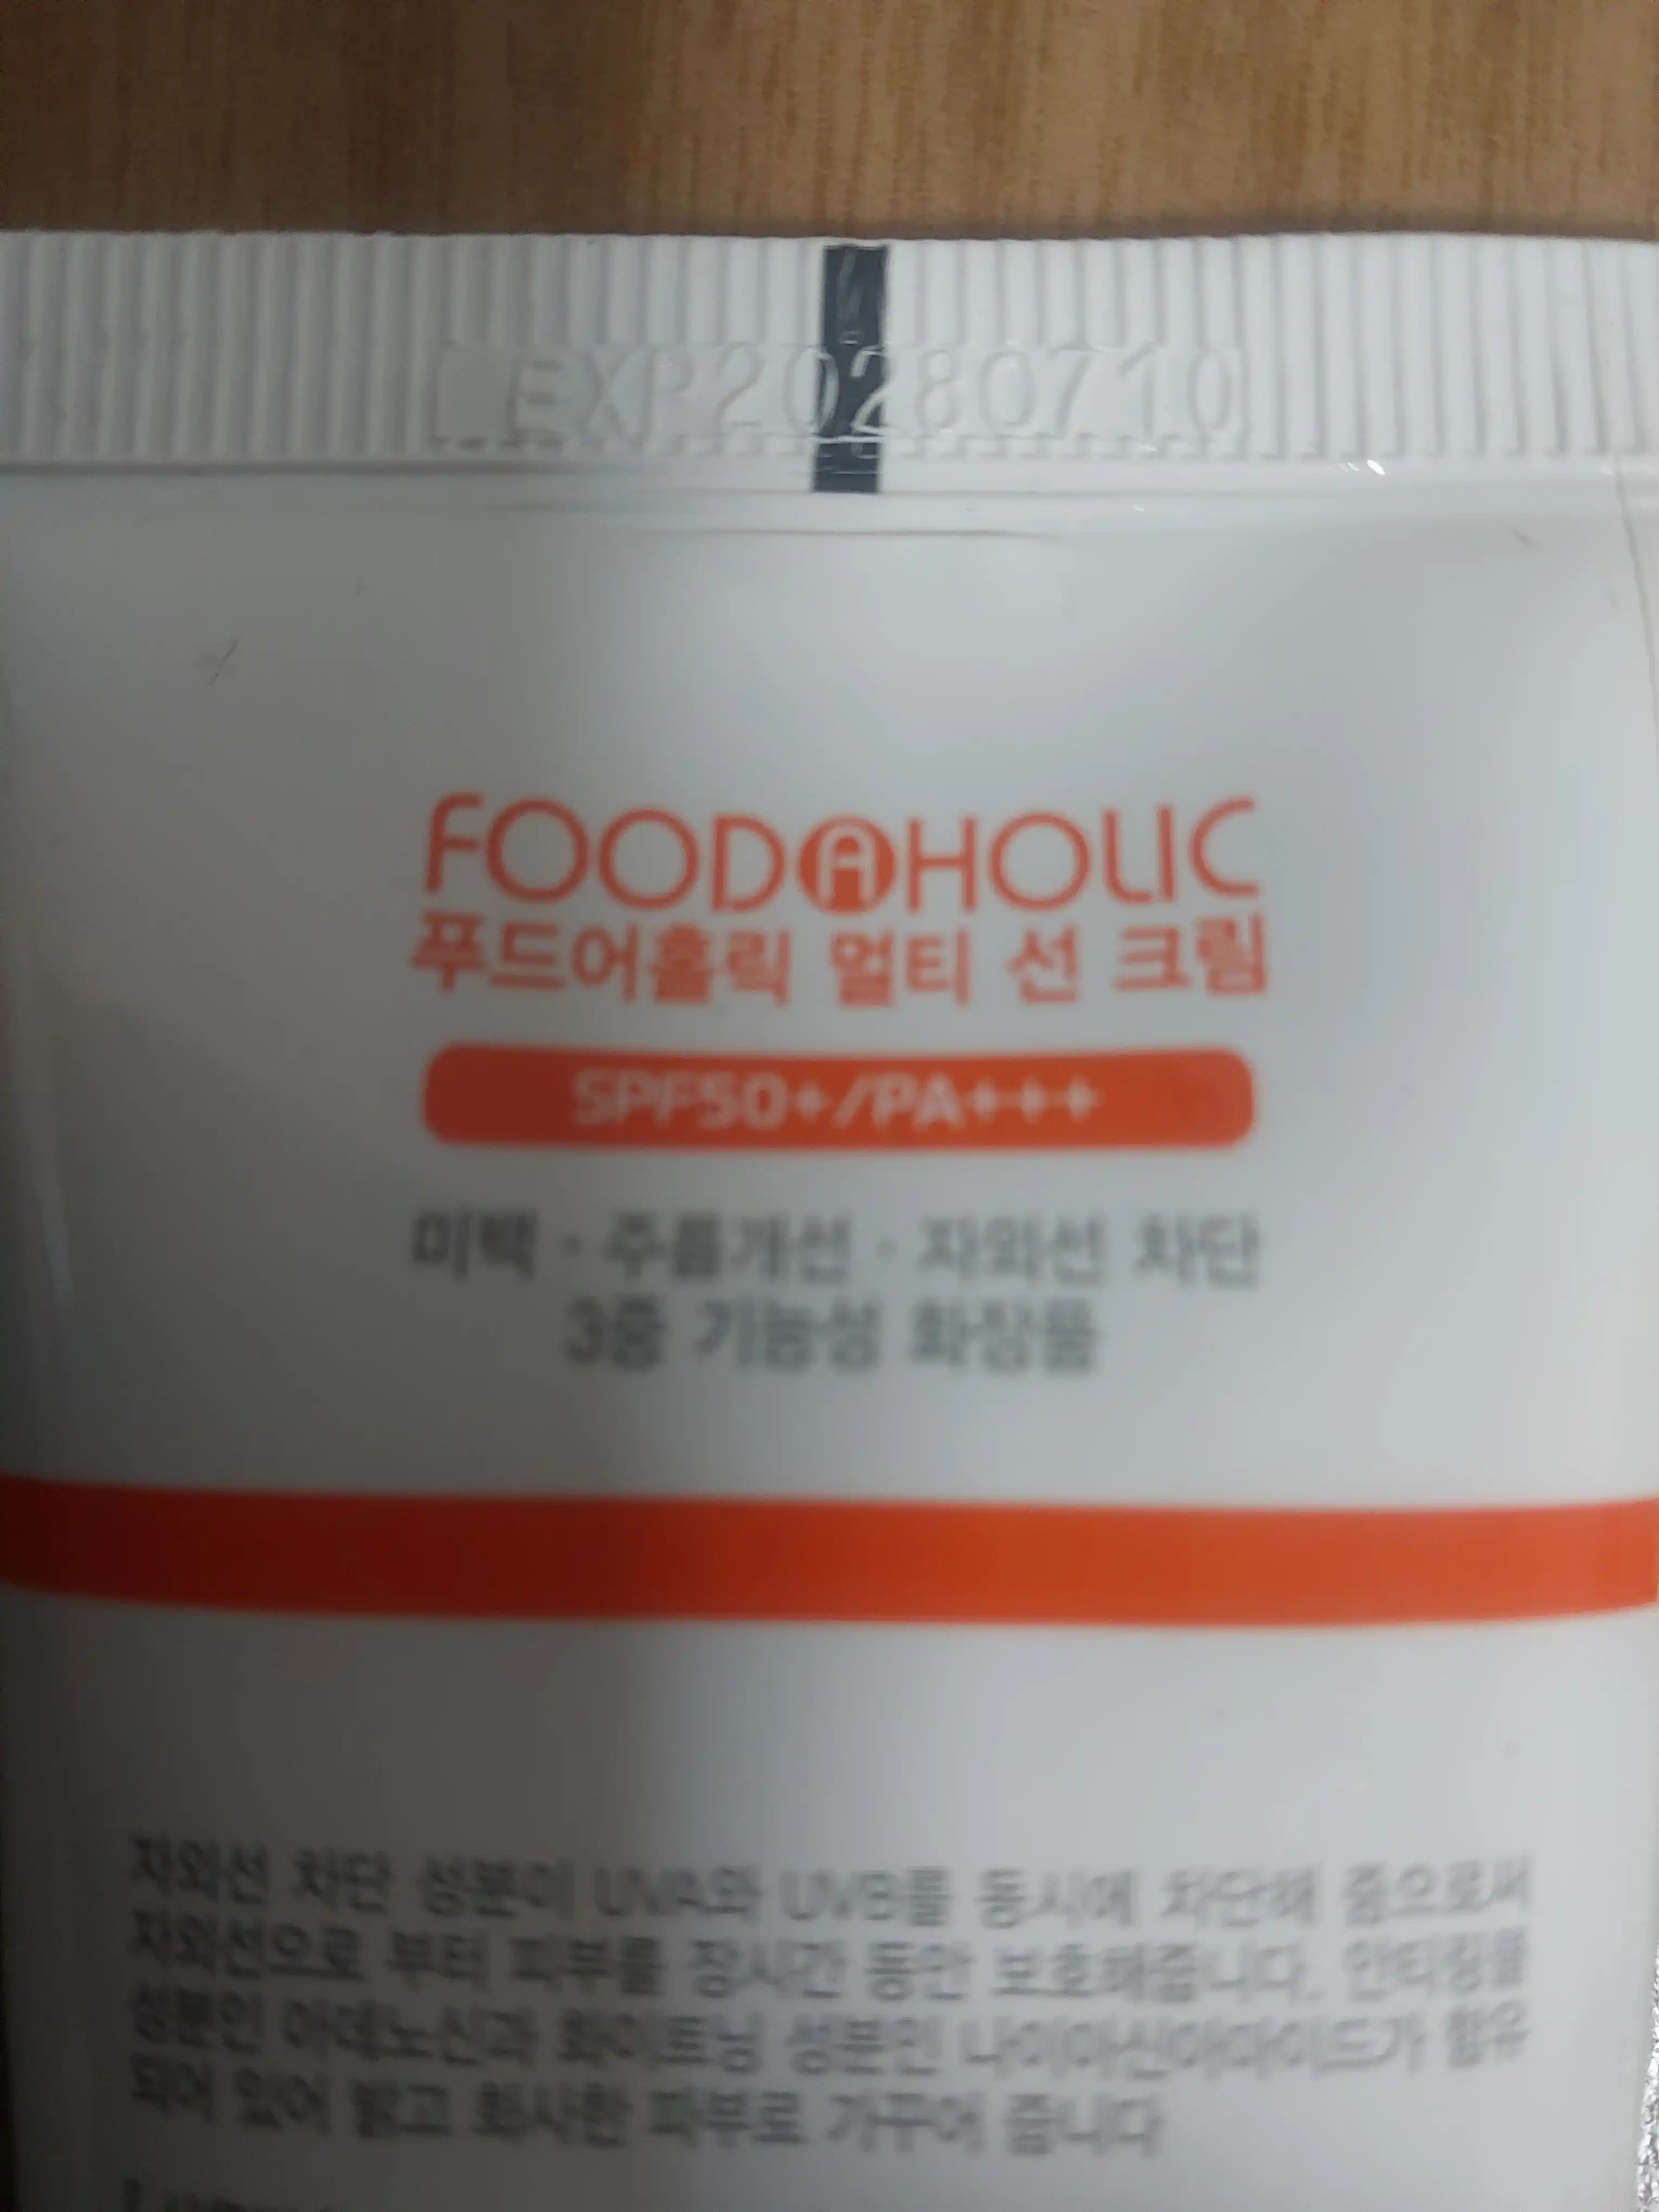 EXP20280710
FOODAHOLIC
푸드어홀릭 멀티 선 크림
SPF50+/PA+++
미백 · 주름개선 · 자외선 차단
3중 기능성 화장품
자외선 차단 성분이 UVA와 UVB를 동시에 차단해 줌으로써
자외선으로 부터 피부를 장시간 동안 보호해줍니다. 안티링클
성분인 아데노신과 화이트닝 성분인 나이아신아마이드가 함유
되어 있어 밝고 화사한 피부로 가꾸어 줍니다